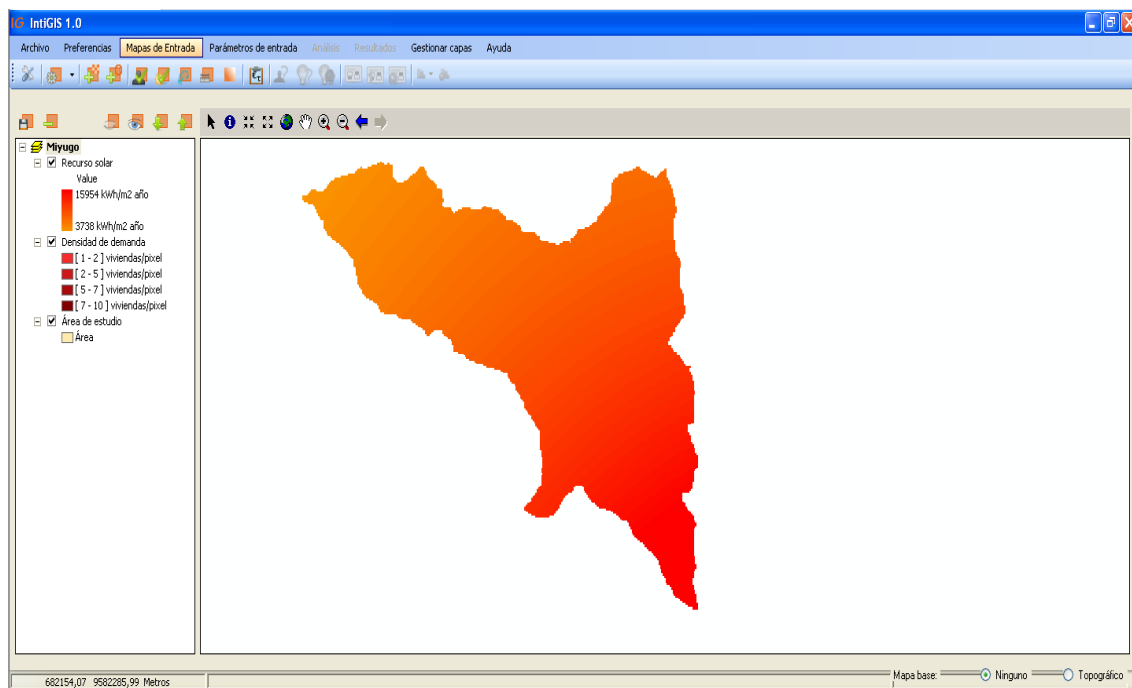 IG IntiGIS 1.0
Archivo Preferencias Mapas de Entrada Parámetros de entrada Análisis Resultados Gestionar capas Ayuda
Miyugo
Recurso solar
Value
15954 kWh/m2 año
3738 kWh/m2 año
Densidad de demanda
[ 1 - 2 ] viviendas/pixel
[ 2 - 5 ] viviendas/pixel
[ 5 - 7 ] viviendas/pixel
[ 7 - 10 ] viviendas/pixel
Área de estudio
Área
682154,07 9582285,99 Metros
Mapa base: Ninguno Topográfico